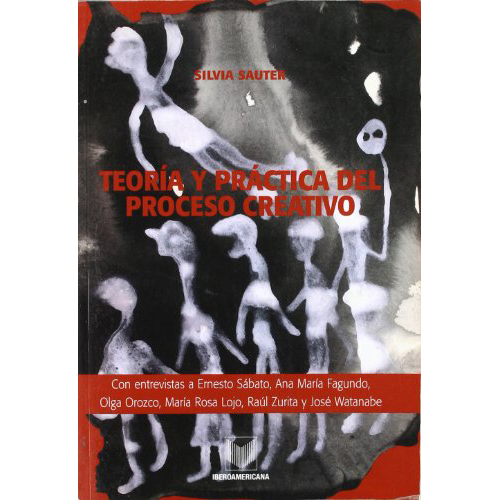 SILVIA SAUTER
TEORÍA Y PRÁCTICA DEL
PROCESO CREATIVO
Con entrevistas a Ernesto Sábato, Ana María Fagundo,
Olga Orozco, María Rosa Lojo, Raúl Zurita y José Watanabe
IBEROAMERICANA